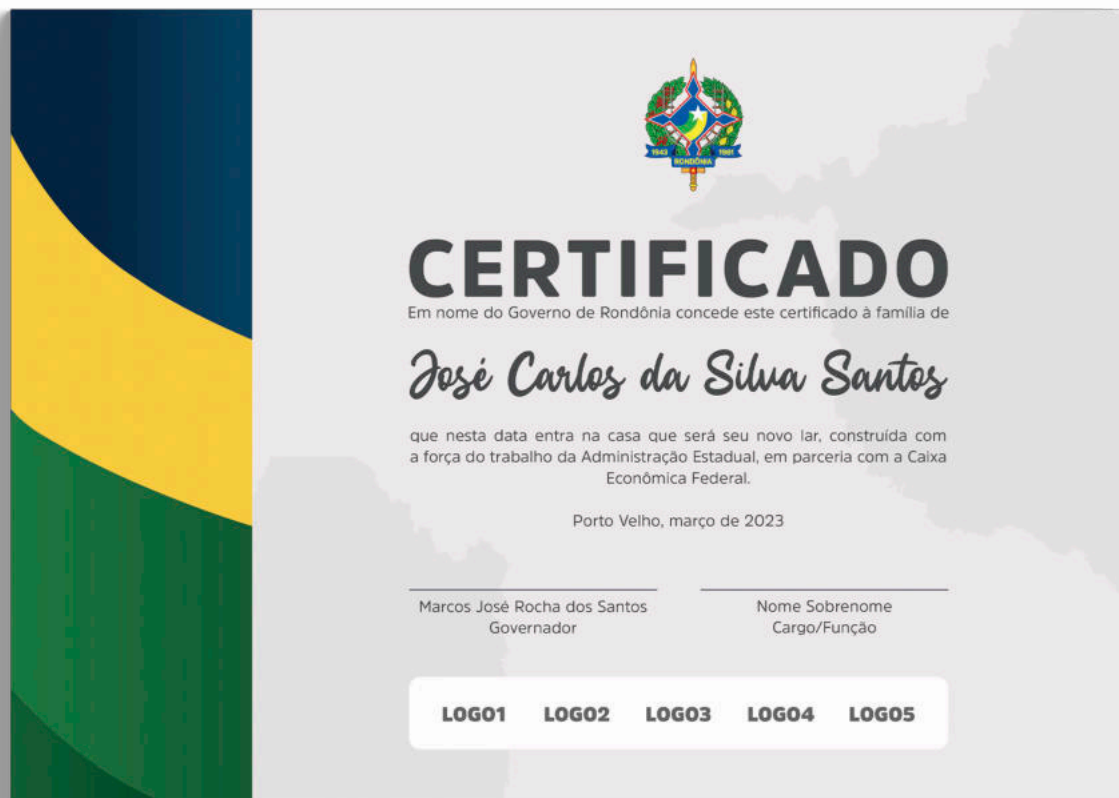 1943 1981
RONDÔNIA
CERTIFICADO
Em nome do Governo de Rondônia concede este certificado à família de
José Carlos da Silva Santos
que nesta data entra na casa que será seu novo lar, construída com
a força do trabalho da Administração Estadual, em parceria com a Caixa
Econômica Federal.
Porto Velho, março de 2023
Marcos José Rocha dos Santos
Governador
Nome Sobrenome
Cargo/Função
LOGO1 LOGO2 LOGO3 LOGO4 LOGO5